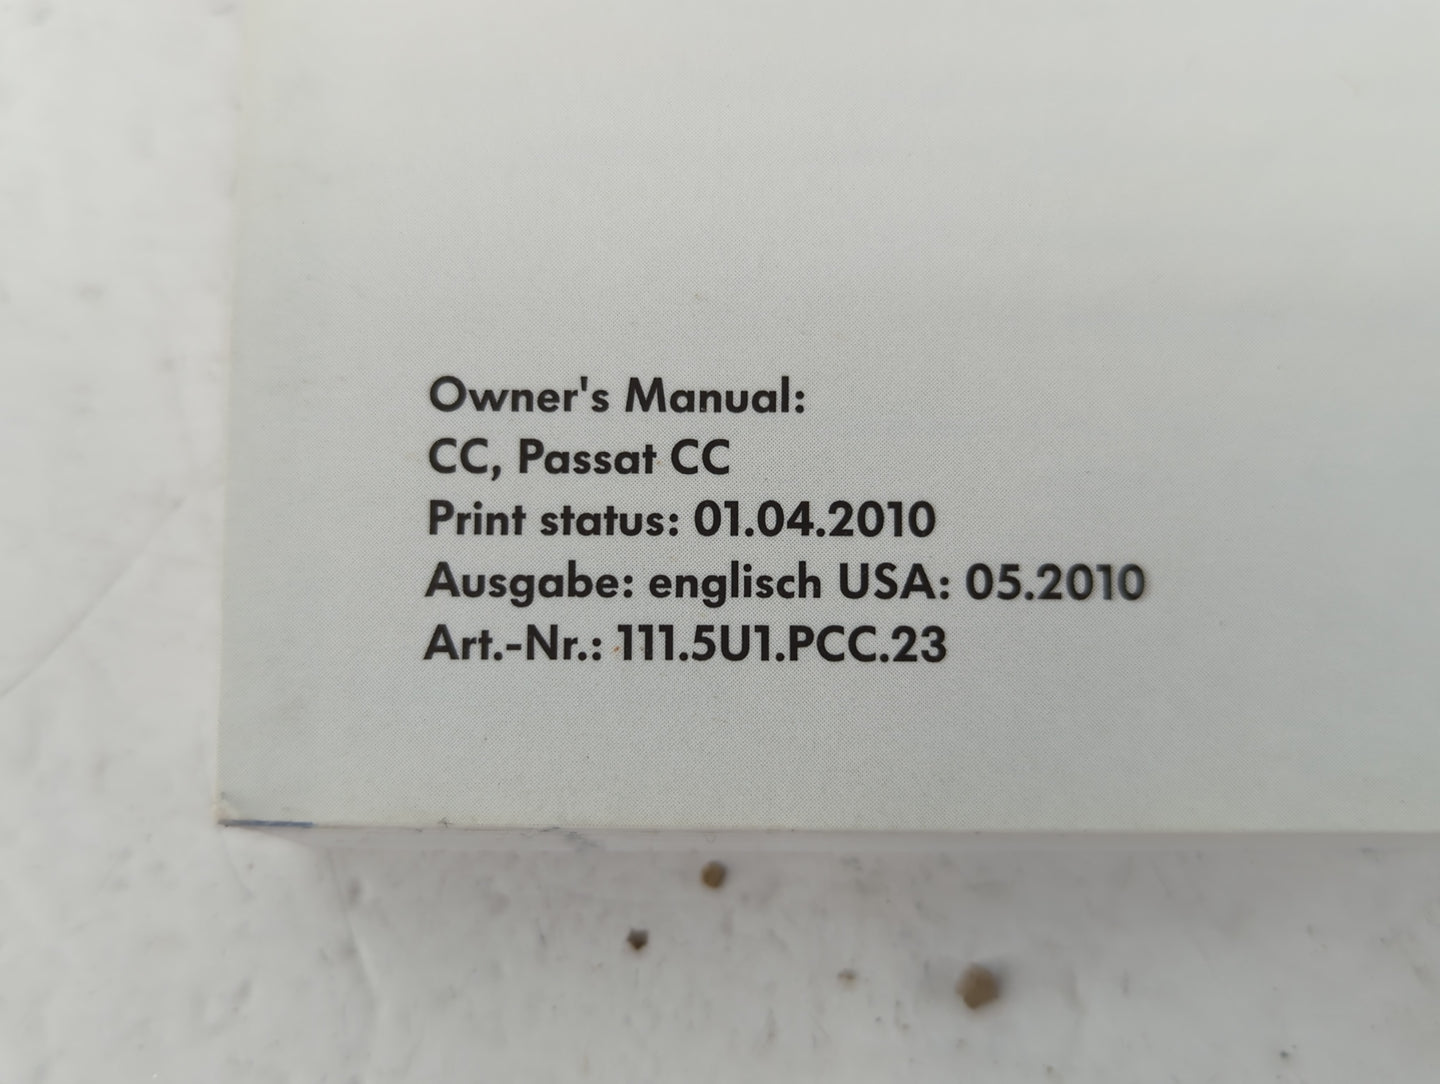 Owner's Manual:
CC, Passat CC
Print status: 01.04.2010
Ausgabe: englisch USA: 05.2010
Art.-Nr.: 111.5U1.PCC.23